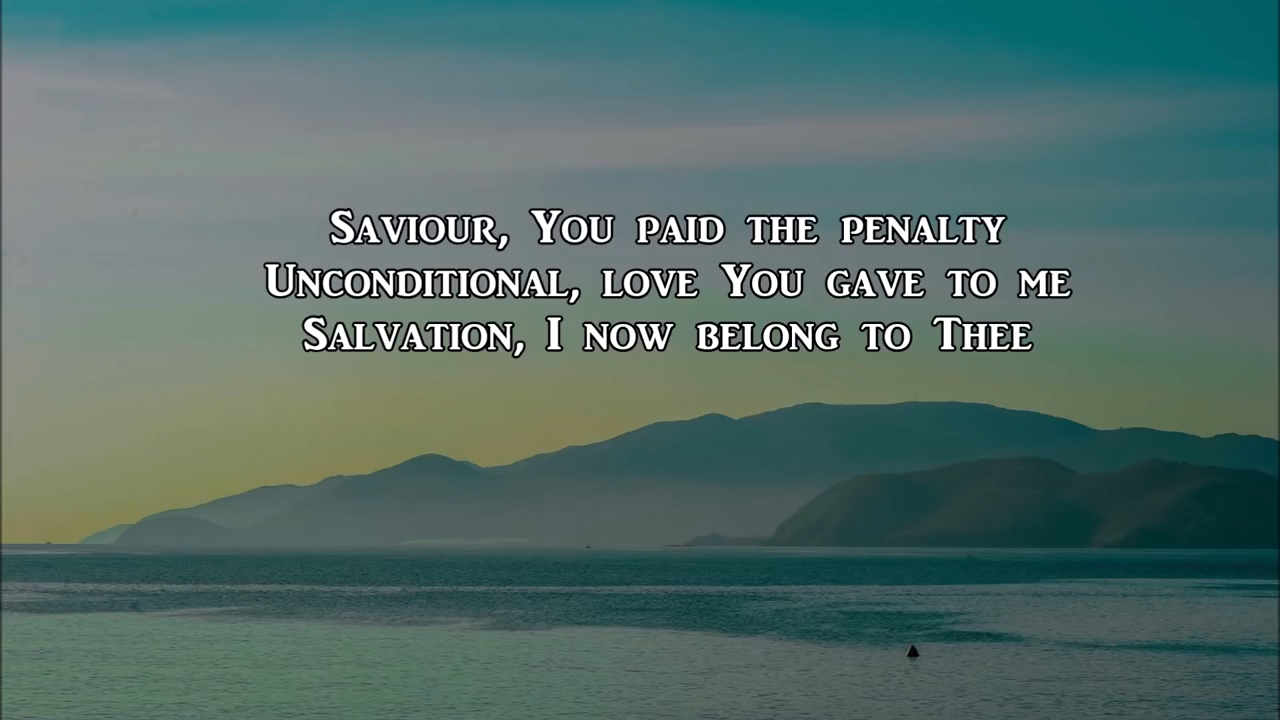 Saviour, You paid the penalty
Unconditional, love You gave to me
Salvation, I now belong to Thee